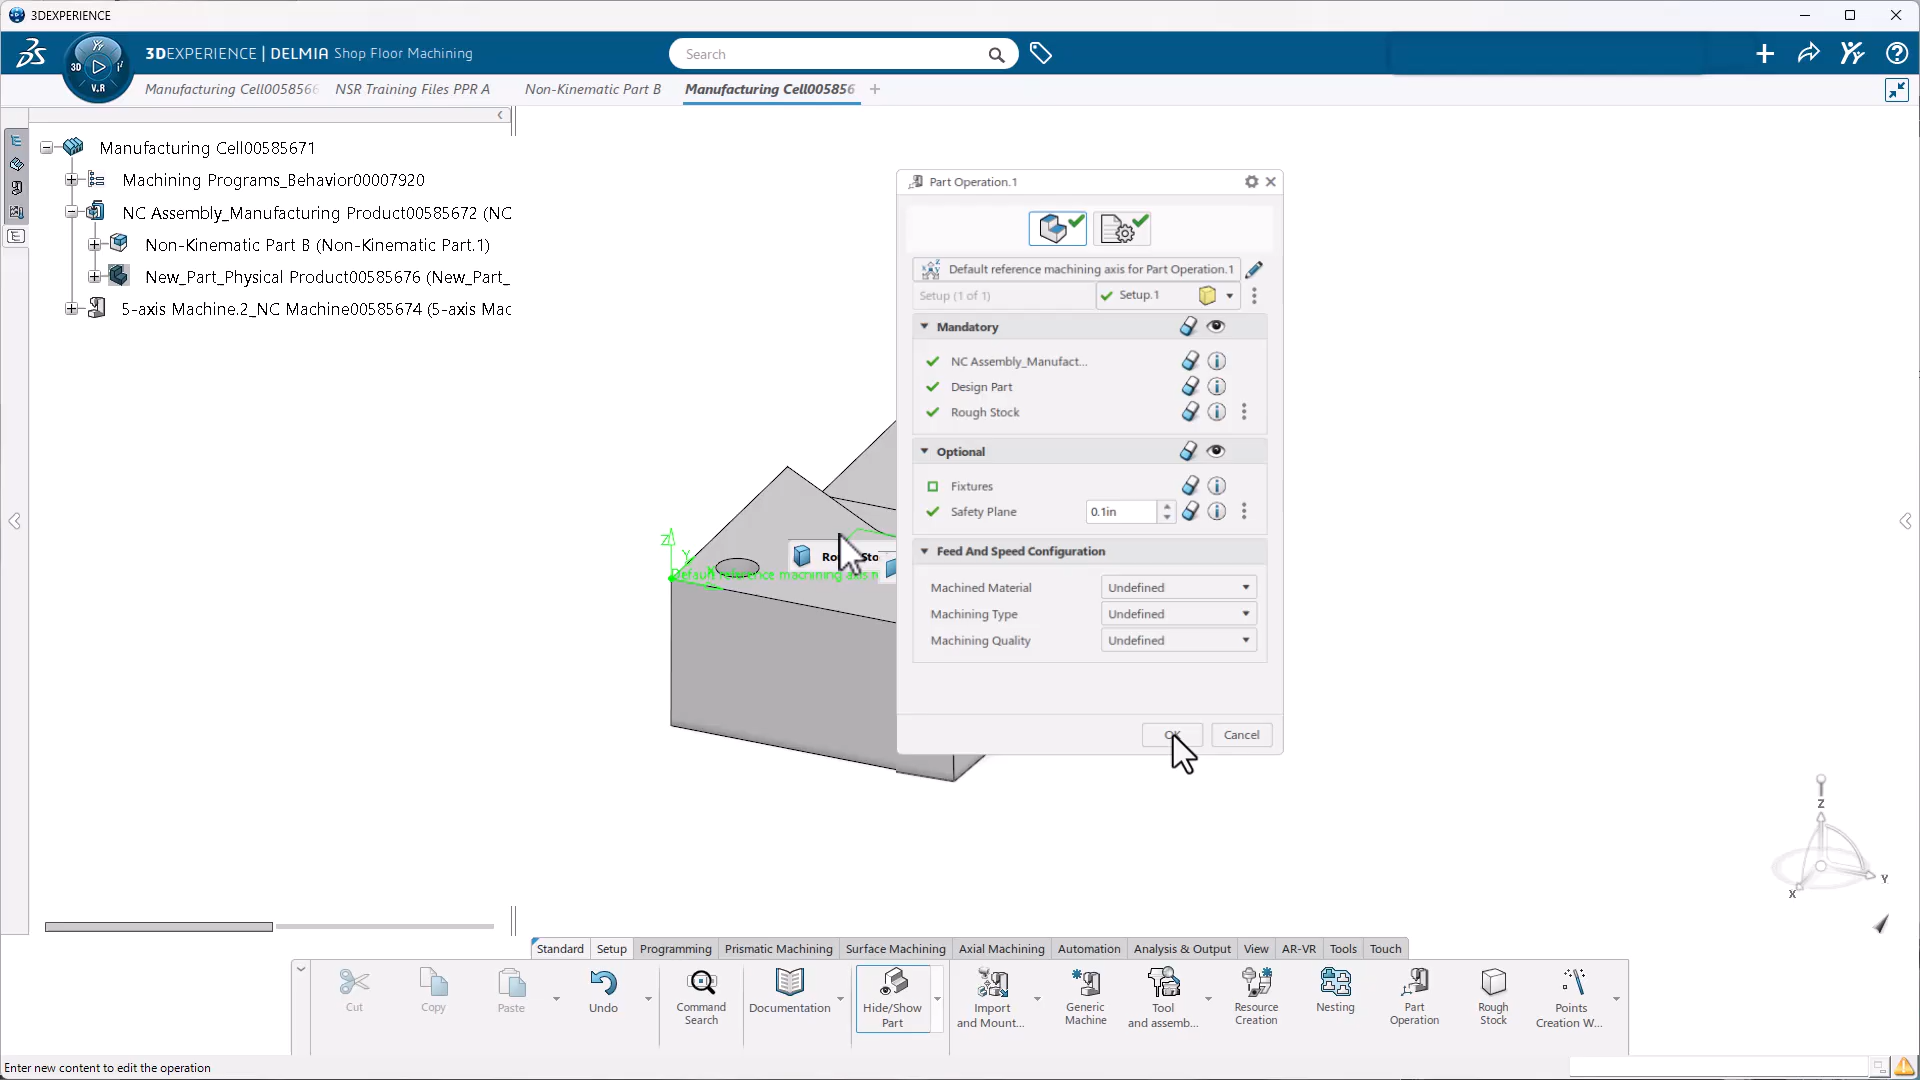 3DEXPERIENCE
3DEXPERIENCE | DELMIA Shop Floor Machining
Search
3D
V.R
Manufacturing Cell0058566
NSR Training Files PPR A
Non-Kinematic Part B
Manufacturing Cell005856
Manufacturing Cell00585671
Machining Programs_Behavior00007920
NC Assembly_Manufacturing Product00585672 (NC
Non-Kinematic Part B (Non-Kinematic Part.1)
New_Part_Physical Product00585676 (New_Part_
5-axis Machine.2_NC Machine00585674 (5-axis Mac
Part Operation.1
Default reference machining axis for Part Operation.1
Setup (1 of 1)
Setup.1
Mandatory
NC Assembly_Manufact...
Design Part
Rough Stock
Optional
Fixtures
Safety Plane
0.1in
Feed And Speed Configuration
Machined Material
Undefined
Machining Type
Undefined
Machining Quality
Undefined
OK
Cancel
Z
Y
X
Default reference machining axis
Z
Y
X
Standard
Setup
Programming
Prismatic Machining
Surface Machining
Axial Machining
Automation
Analysis & Output
View
AR-VR
Tools
Touch
Cut
Copy
Paste
Undo
Command
Search
Documentation
Hide/Show
Part
Import
and Mount...
Generic
Machine
Tool
and assemb...
Resource
Creation
Nesting
Part
Operation
Rough
Stock
Points
Creation W...
Enter new content to edit the operation